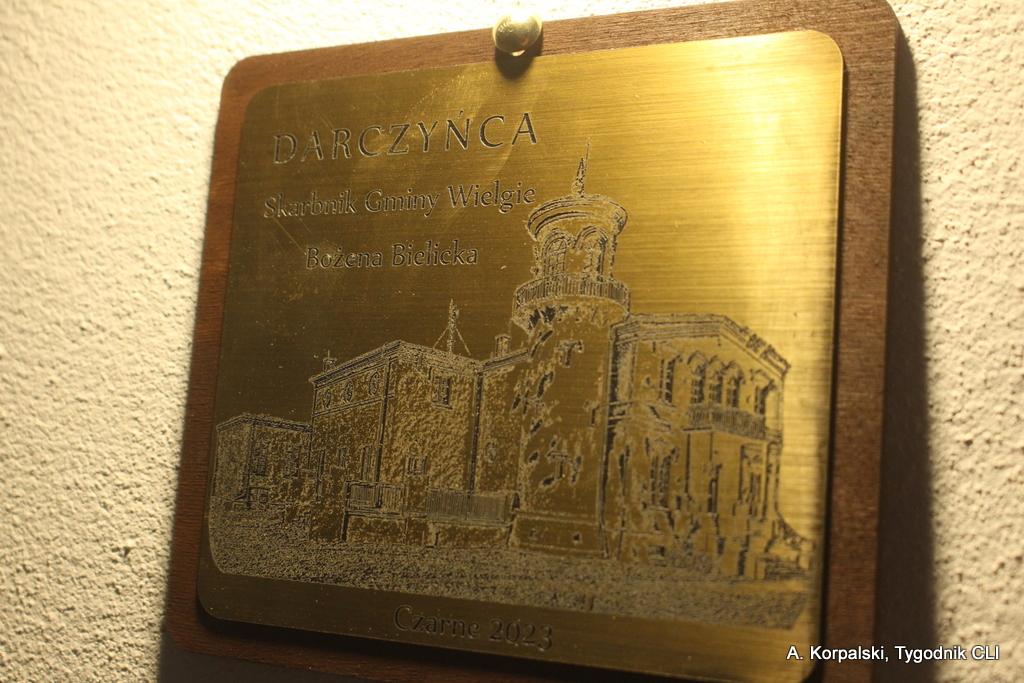 DARCZYŃCA
Skarbnik Gminy Wielgie
Bożena Bielicka
Czarne 2023
A. Korpalski, Tygodnik CLI